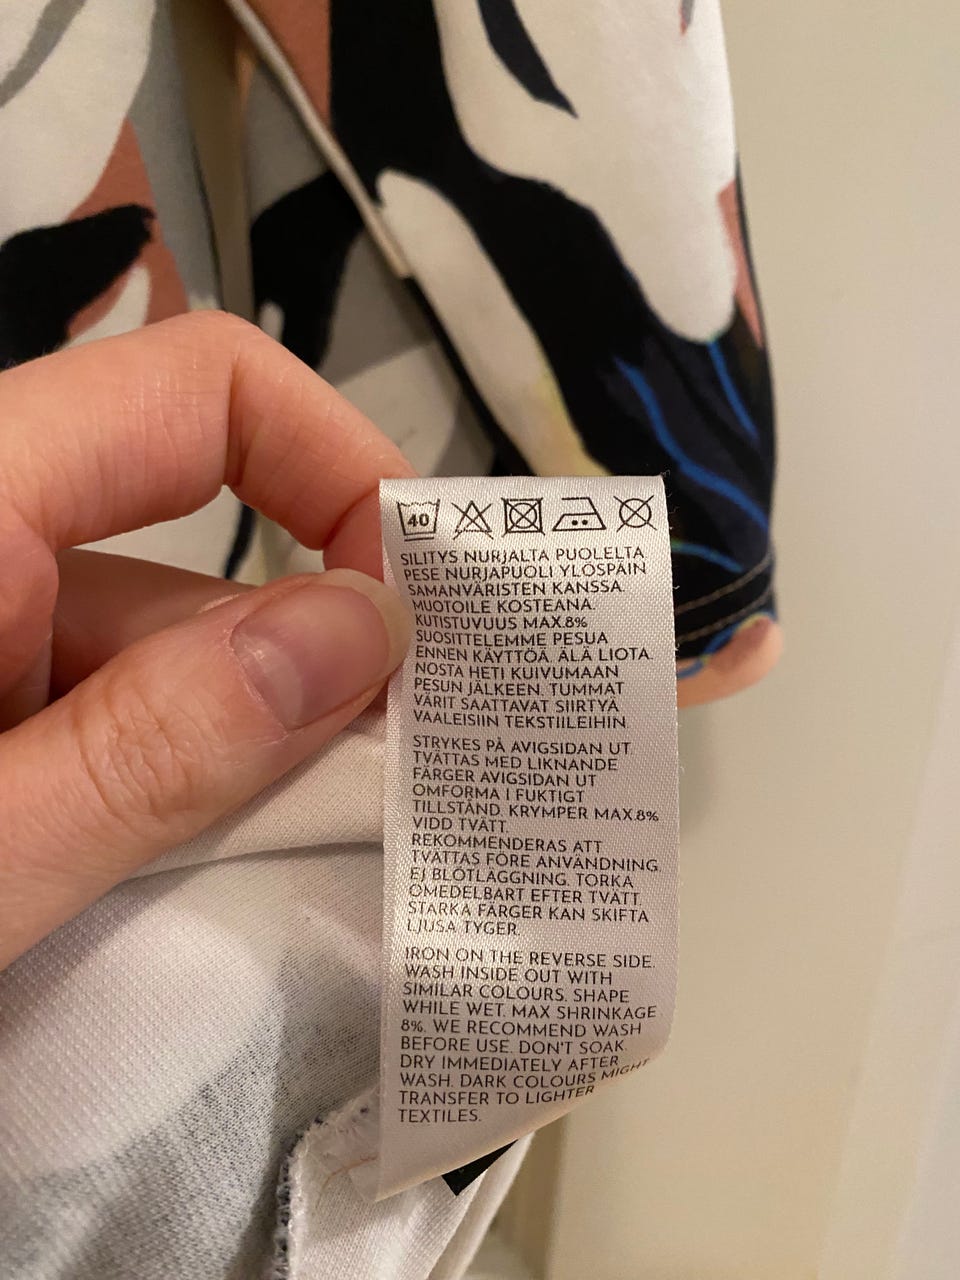 40
SILITYS NURJALTA PUOLELTA
PESE NURJAPUOLI YLÖSPÄIN
SAMANVÄRISTEN KANSSA.
MUOTOILE KOSTEANA.
KUTISTUVUUS MAX.8%
SUOSITTELEMME PESUA
ENNEN KÄYTTÖÄ. ÄLÄ LIOTA.
NOSTA HETI KUIVUMAAN
PESUN JÄLKEEN. TUMMAT
VÄRIT SAATTAVAT SIIRTYÄ
VAALEISIIN TEKSTIILEIHIN.
STRYKES PÅ AVIGSIDAN UT.
TVÄTTAS MED LIKNANDE
FÄRGER AVIGSIDAN UT
OMFORMA I FUKTIGT
TILLSTÅND. KRYMPER MAX.8%
VIDD TVÄTT.
REKOMMENDERAS ATT
TVÄTTAS FÖRE ANVÄNDNING.
EJ BLÖTLÄGGNING. TORKA
OMEDELBART EFTER TVÄTT.
STARKA FÄRGER KAN SKIFTA
LJUSA TYGER.
IRON ON THE REVERSE SIDE.
WASH INSIDE OUT WITH
SIMILAR COLOURS. SHAPE
WHILE WET. MAX SHRINKAGE
8%. WE RECOMMEND WASH
BEFORE USE. DON'T SOAK.
DRY IMMEDIATELY AFTER
WASH. DARK COLOURS MIGHT
TRANSFER TO LIGHTER
TEXTILES.